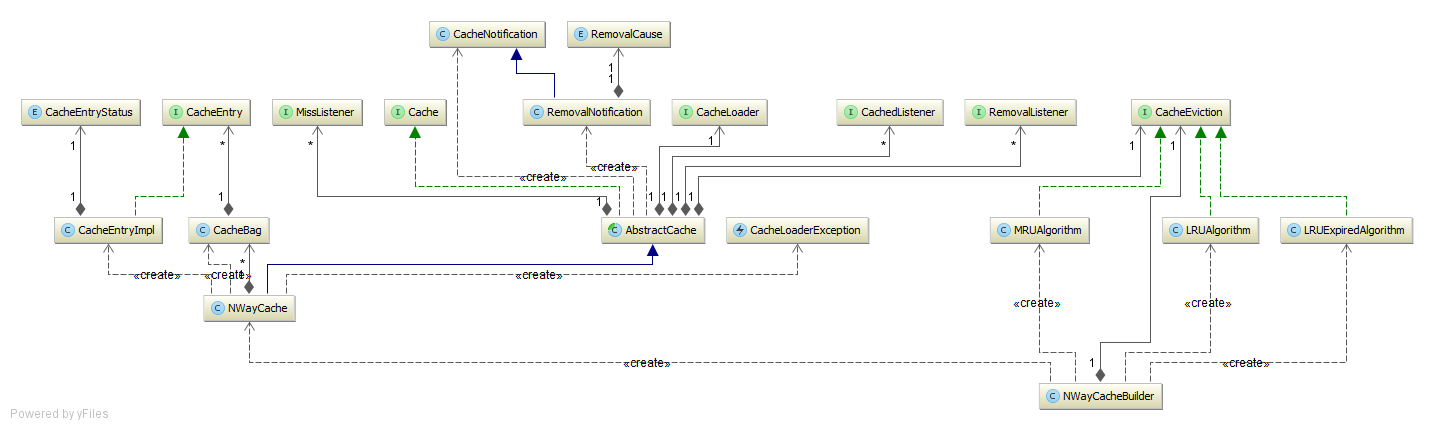 CacheNotification
RemovalCause
1
1
CacheEntryStatus
CacheEntry
MissListener
Cache
RemovalNotification
CacheLoader
CachedListener
RemovalListener
CacheEviction
1
*
*
1
*
*
1
1
«create»
«create»
1
1
1
1
1
1
1
CacheEntryImpl
CacheBag
AbstractCache
CacheLoaderException
MRUAlgorithm
LRUAlgorithm
LRUExpiredAlgorithm
*
«create»
«create»
1
«create»
NWayCache
«create»
«create»
«create»
1
«create»
NWayCacheBuilder
Powered by yFiles